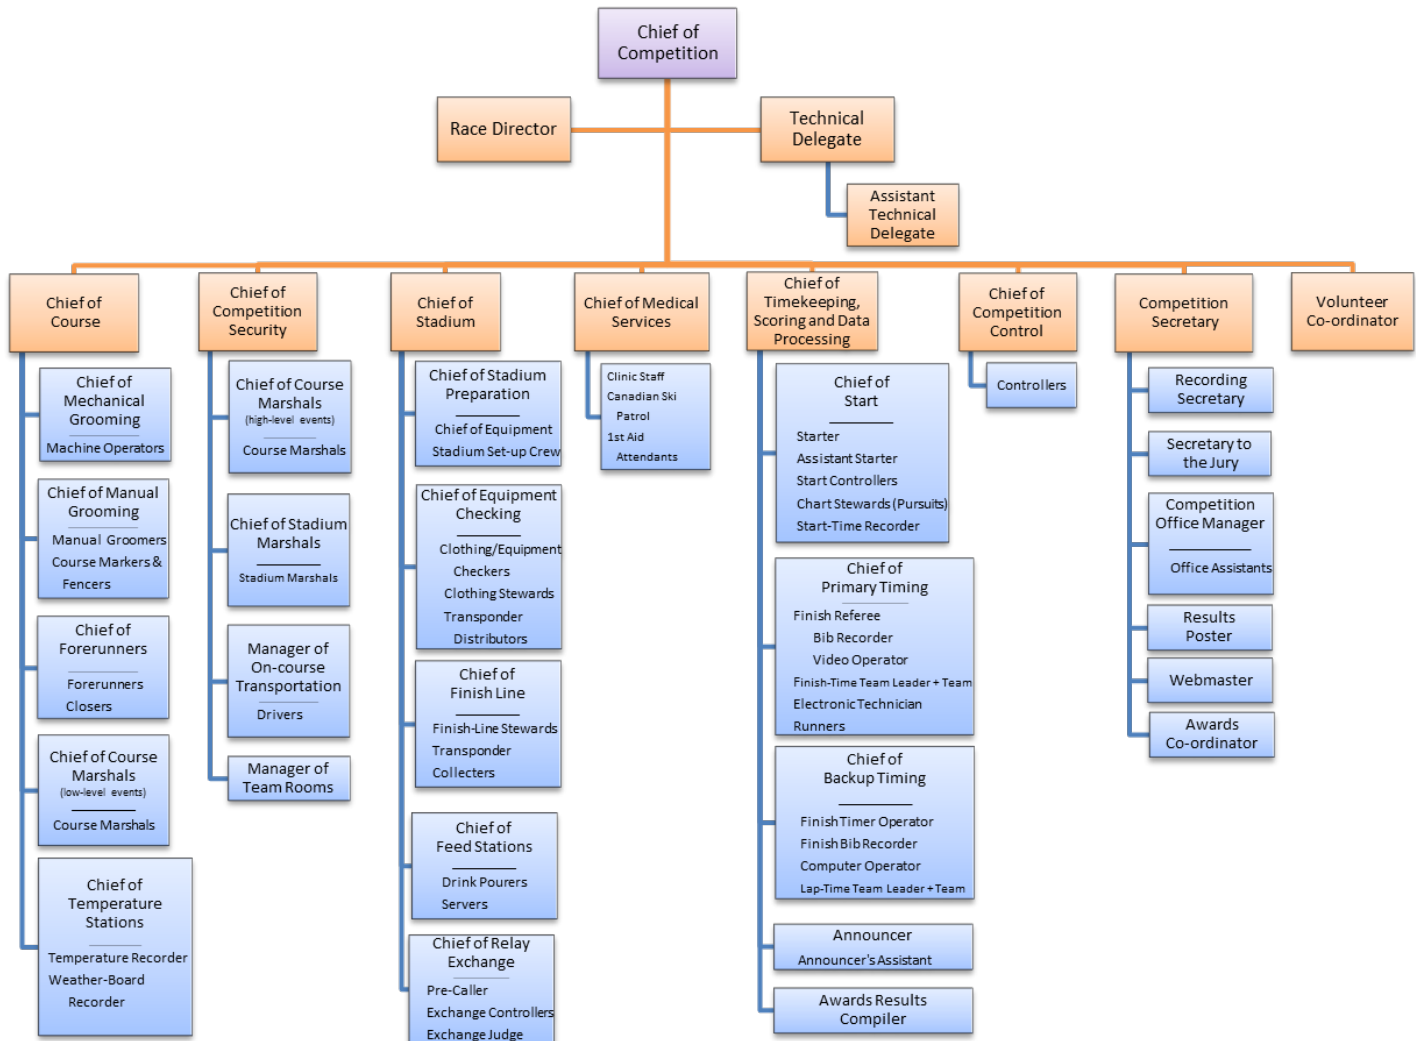 Chief of
Competition
Race Director
Technical
Delegate
Assistant
Technical
Delegate
Chief of
Course
Chief of
Mechanical
Grooming
Machine Operators
Chief of Manual
Grooming
Manual Groomers
Course Markers &
Fencers
Chief of
Forerunners
Forerunners
Closers
Chief of Course
Marshals
(low-level events)
Course Marshals
Chief of
Temperature
Stations
Temperature Recorder
Weather-Board
Recorder
Chief of
Competition
Security
Chief of Course
Marshals
(high-level events)
Course Marshals
Chief of Stadium
Marshals
Stadium Marshals
Manager of
On-course
Transportation
Drivers
Manager of
Team Rooms
Chief of
Stadium
Chief of Stadium
Preparation
Chief of Equipment
Stadium Set-up Crew
Chief of Equipment
Checking
Clothing/Equipment
Checkers
Clothing Stewards
Transponder
Distributors
Chief of
Finish Line
Finish-Line Stewards
Transponder
Collecters
Chief of
Feed Stations
Drink Pourers
Servers
Chief of Relay
Exchange
Pre-Caller
Exchange Controllers
Exchange Judge
Chief of Medical
Services
Clinic Staff
Canadian Ski
Patrol
1st Aid
Attendants
Chief of
Timekeeping,
Scoring and Data
Processing
Chief of
Start
Starter
Assistant Starter
Start Controllers
Chart Stewards (Pursuits)
Start-Time Recorder
Chief of
Primary Timing
Finish Referee
Bib Recorder
Video Operator
Finish-Time Team Leader + Team
Electronic Technician
Runners
Chief of
Backup Timing
Finish Timer Operator
Finish Bib Recorder
Computer Operator
Lap-Time Team Leader + Team
Announcer
Announcer's Assistant
Awards Results
Compiler
Chief of
Competition
Control
Controllers
Competition
Secretary
Recording
Secretary
Secretary to
the Jury
Competition
Office Manager
Office Assistants
Results
Poster
Webmaster
Awards
Co-ordinator
Volunteer
Co-ordinator